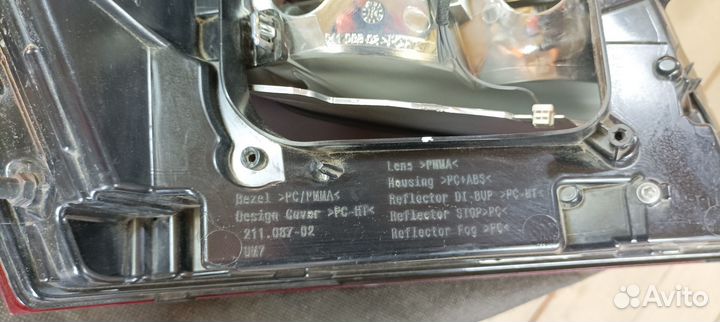 Lens >PMMA<
Housing >PC+ABS<
Bezel >PC/PMMA<
Reflector DI-BUP >PC-HT<
Design Cover >PC-HT<
Reflector STOP>PC<
211.087-02
Reflector Fog >PC<
Avito